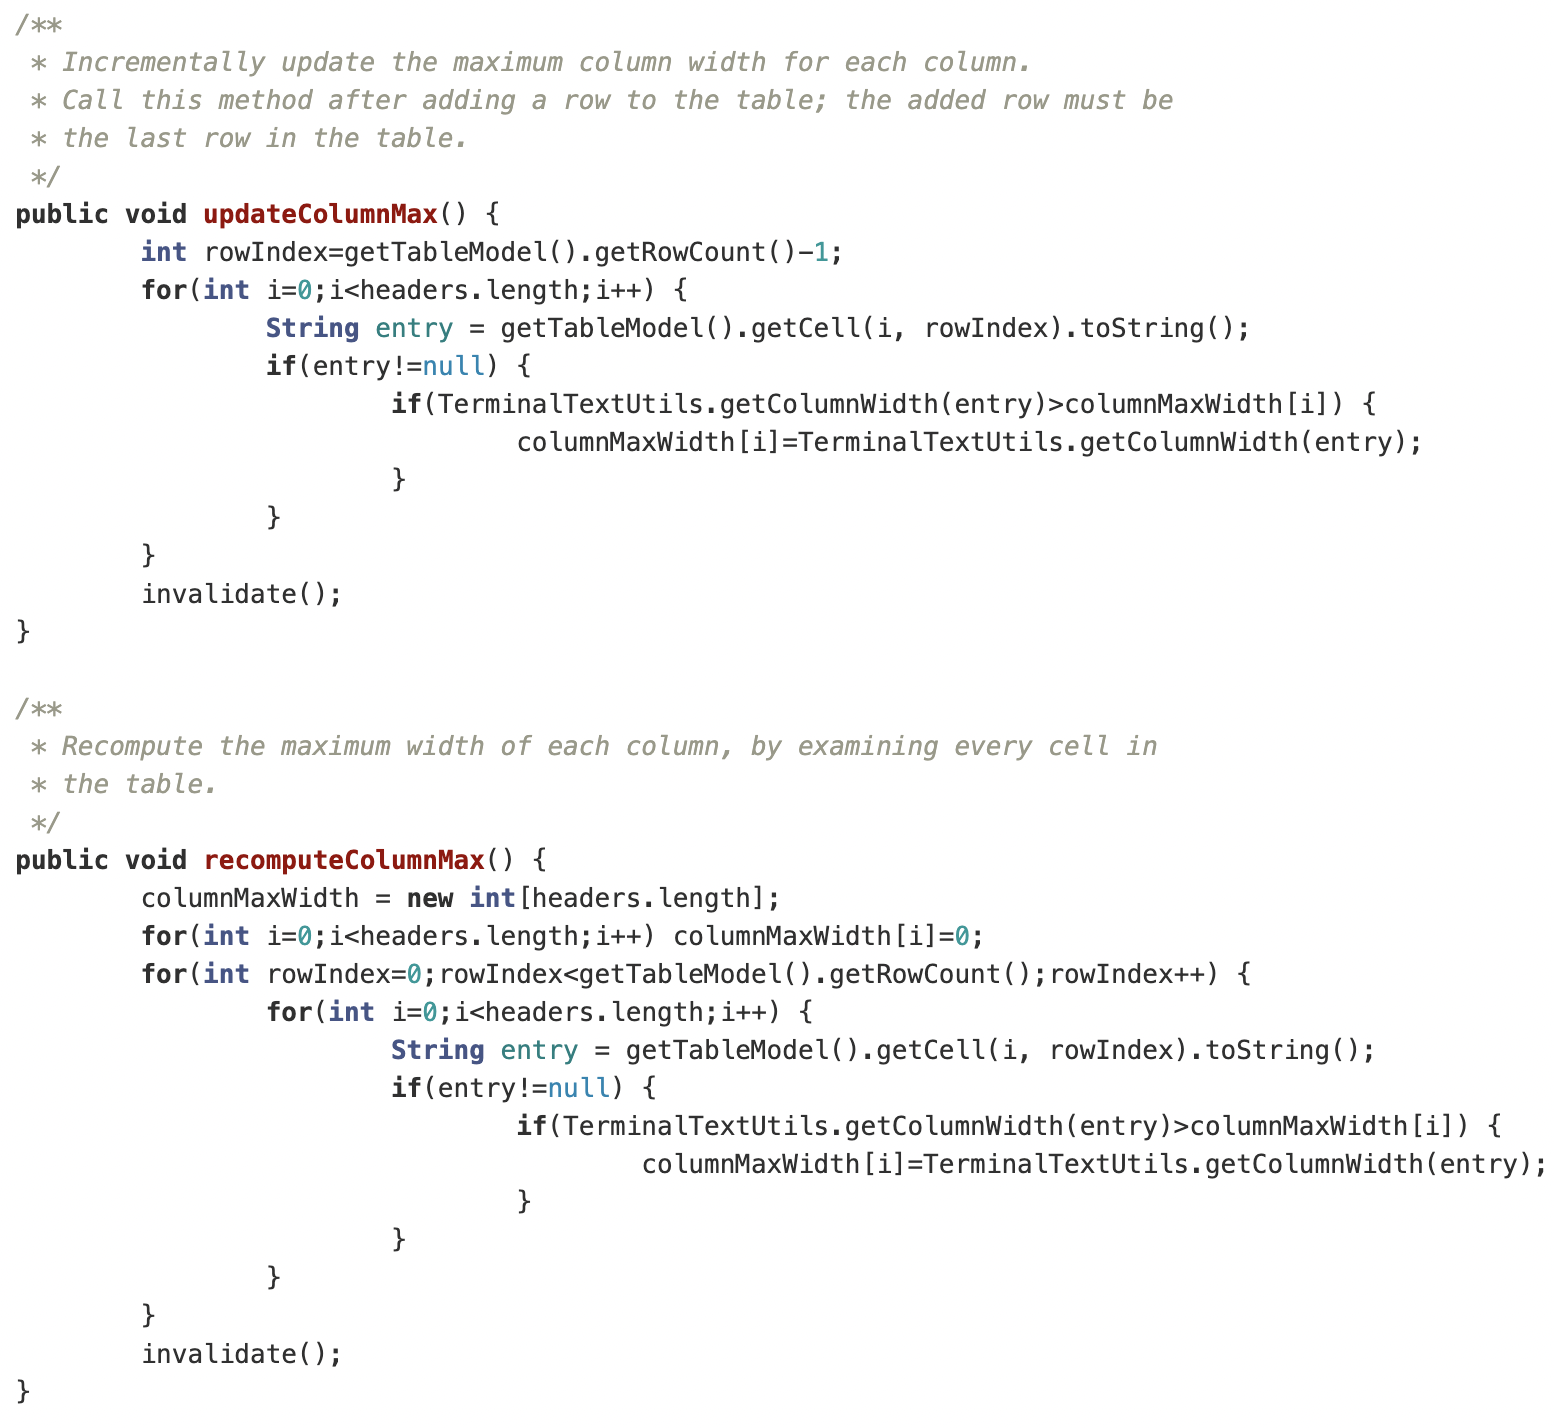 /**
 * Incrementally update the maximum column width for each column.
 * Call this method after adding a row to the table; the added row must be
 * the last row in the table.
 */
public void updateColumnMax() {
        int rowIndex=getTableModel().getRowCount()-1;
        for(int i=0;i<headers.length;i++) {
                String entry = getTableModel().getCell(i, rowIndex).toString();
                if(entry!=null) {
                        if(TerminalTextUtils.getColumnWidth(entry)>columnMaxWidth[i]) {
                                columnMaxWidth[i]=TerminalTextUtils.getColumnWidth(entry);
                        }
                }
        }
        invalidate();
}

/**
 * Recompute the maximum width of each column, by examining every cell in
 * the table.
 */
public void recomputeColumnMax() {
        columnMaxWidth = new int[headers.length];
        for(int i=0;i<headers.length;i++) columnMaxWidth[i]=0;
        for(int rowIndex=0;rowIndex<getTableModel().getRowCount();rowIndex++) {
                for(int i=0;i<headers.length;i++) {
                        String entry = getTableModel().getCell(i, rowIndex).toString();
                        if(entry!=null) {
                                if(TerminalTextUtils.getColumnWidth(entry)>columnMaxWidth[i]) {
                                        columnMaxWidth[i]=TerminalTextUtils.getColumnWidth(entry);
                                }
                        }
                }
        }
        invalidate();
}